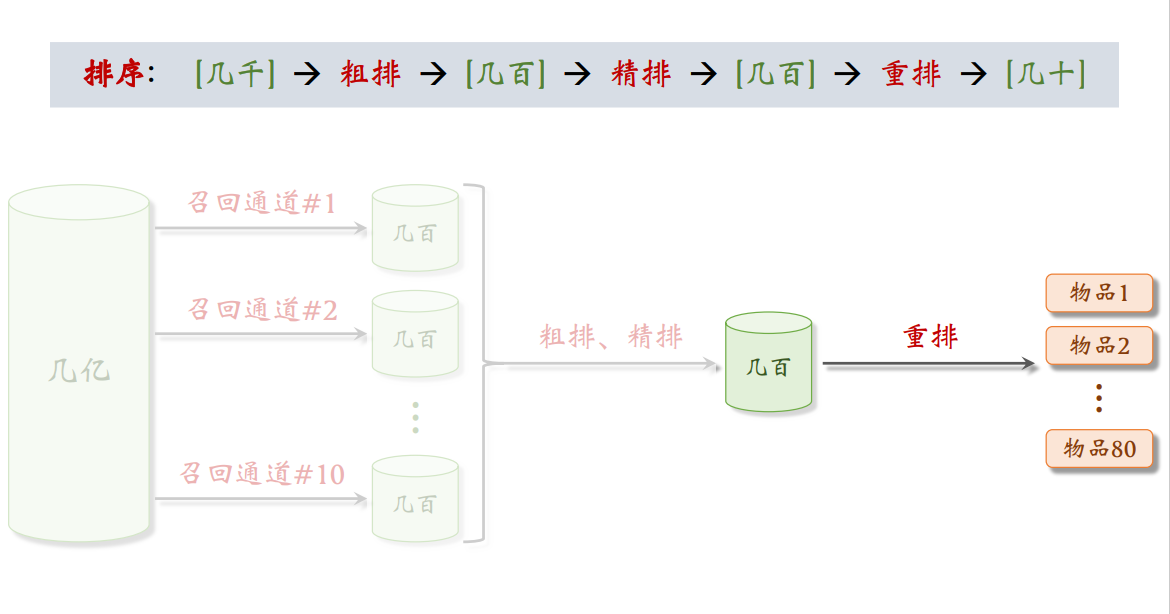 排序： [几千] → 粗排 → [几百] → 精排 → [几百] → 重排 → [几十]
召回通道#1
几百
召回通道#2
几百
几亿
粗排、精排
几百
重排
物品1
物品2
⋮
物品80
⋮
召回通道#10
几百